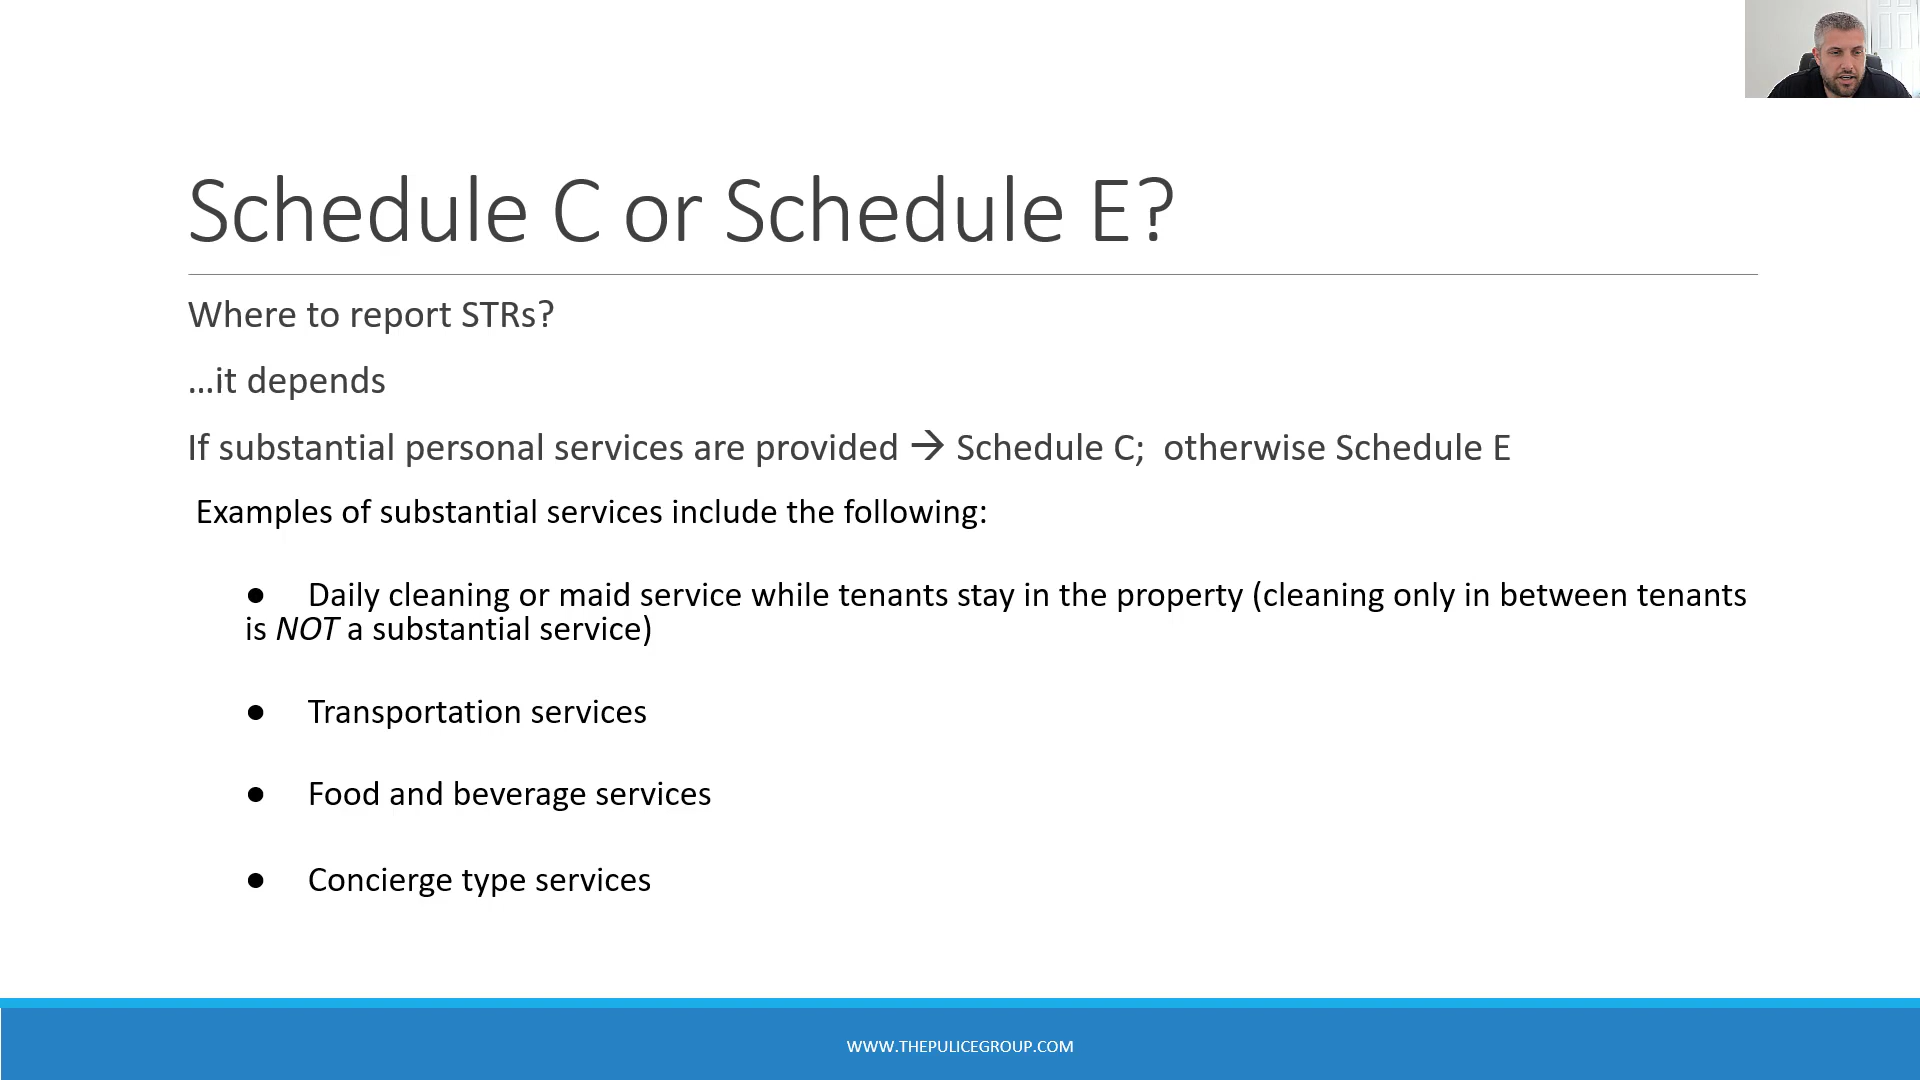 Schedule C or Schedule E?
Where to report STRs?
...it depends
If substantial personal services are provided → Schedule C;  otherwise Schedule E
Examples of substantial services include the following:
● Daily cleaning or maid service while tenants stay in the property (cleaning only in between tenants
is NOT a substantial service)
● Transportation services
● Food and beverage services
● Concierge type services
WWW.THEPULICEGROUP.COM